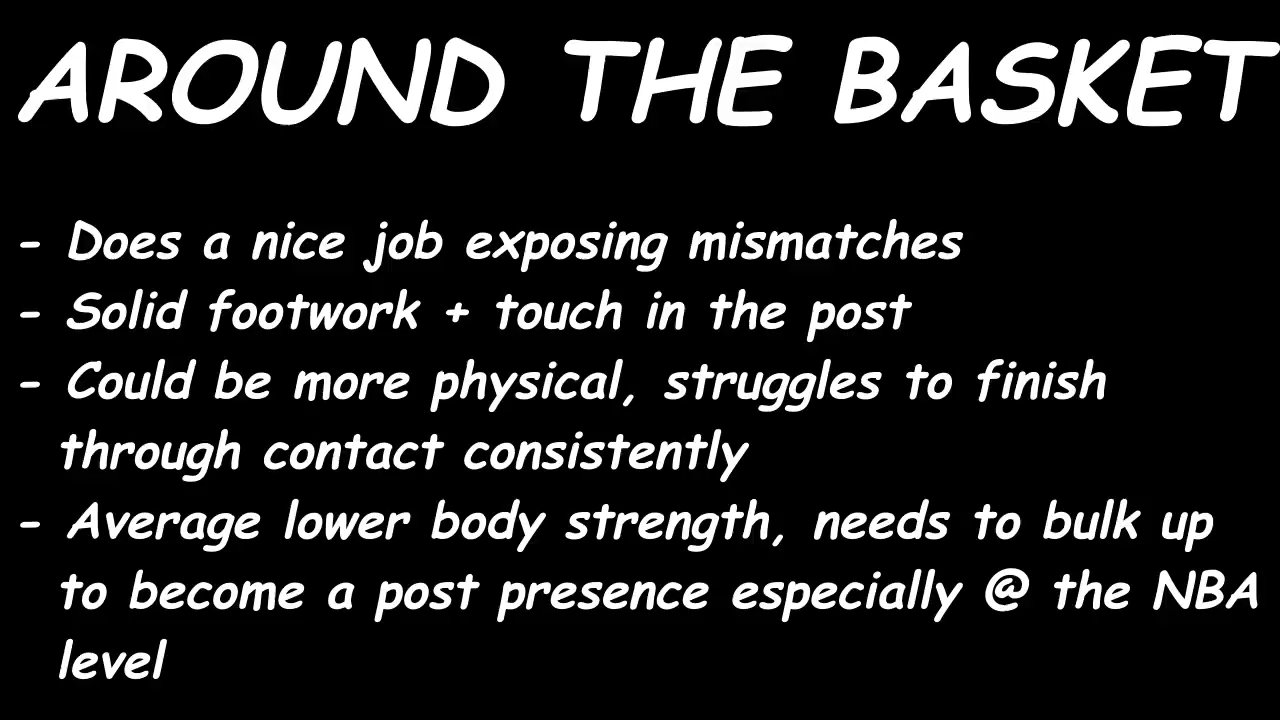 AROUND THE BASKET
- Does a nice job exposing mismatches
- Solid footwork + touch in the post
- Could be more physical, struggles to finish
through contact consistently
- Average lower body strength, needs to bulk up
to become a post presence especially @ the NBA
level